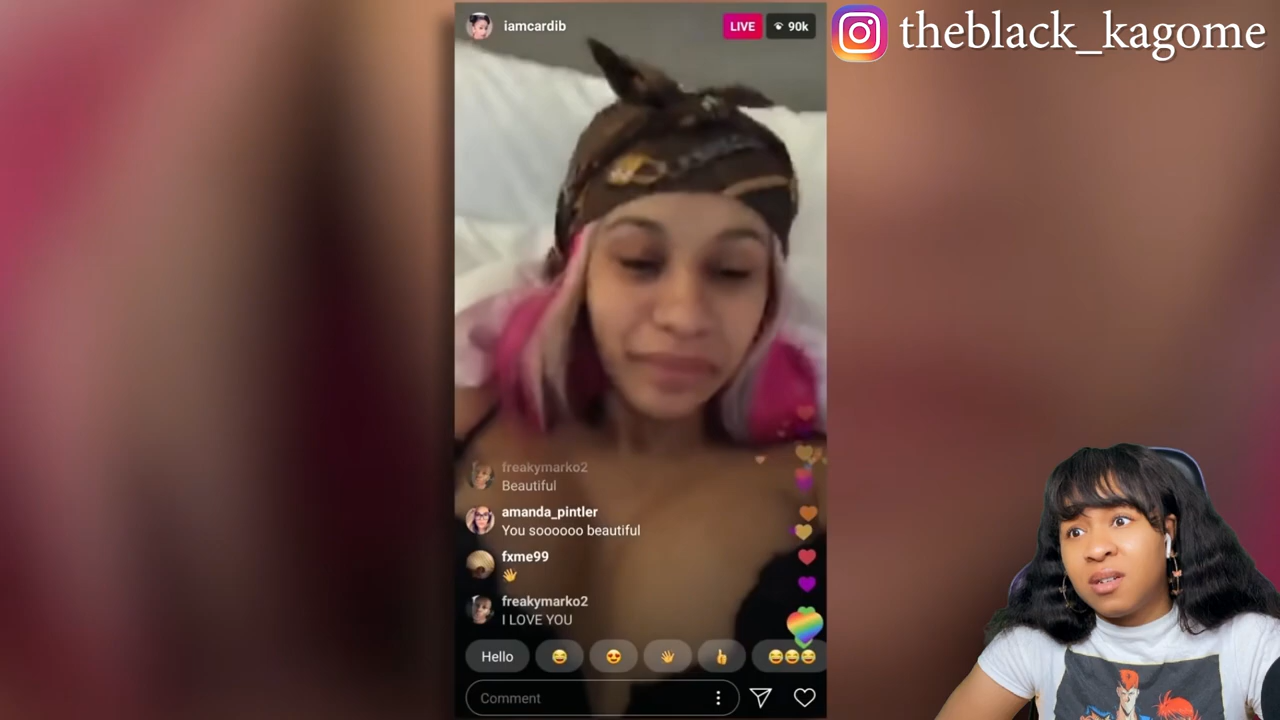 iamcardib
LIVE
90k
theblack_kagome
freakymarko2
Beautiful
amanda_pintler
You soooooo beautiful
fxme99
👋
freakymarko2
I LOVE YOU
Hello 😅 😍 👋 👍 😂😂😂
Comment